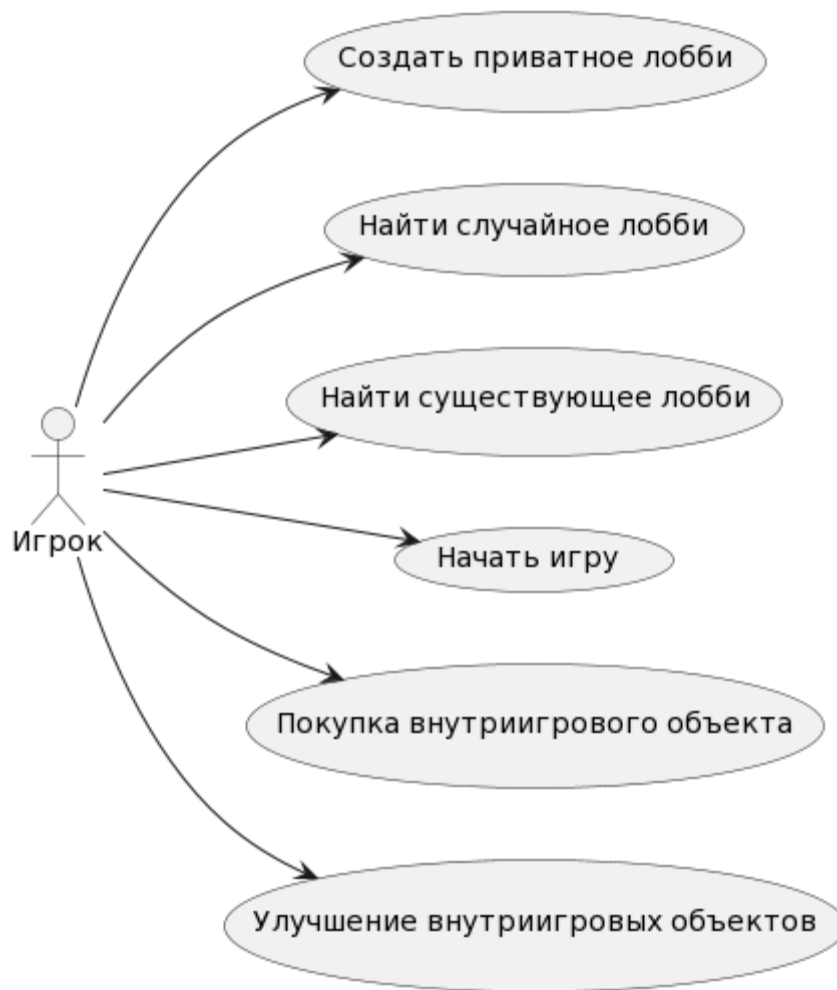 Создать приватное лобби
Найти случайное лобби
Найти существующее лобби
Начать игру
Игрок
Покупка внутриигрового объекта
Улучшение внутриигровых объектов